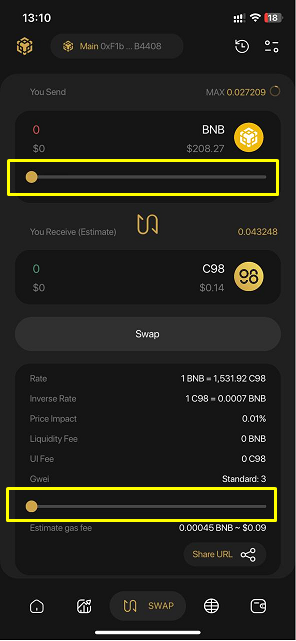 13:10
18
Main 0xF1b ... B4408
You Send
MAX 0.027209
0
BNB
$0
$208.27
You Receive (Estimate)
0.043248
0
C98
$0
$0.14
Swap
Rate
1 BNB = 1,531.92 C98
Inverse Rate
1 C98 = 0.0007 BNB
Price Impact
0.01%
Liquidity Fee
0 BNB
UI Fee
0 C98
Gwei
Standard: 3
Estimate gas fee
0.00045 BNB ~ $0.09
Share URL
SWAP